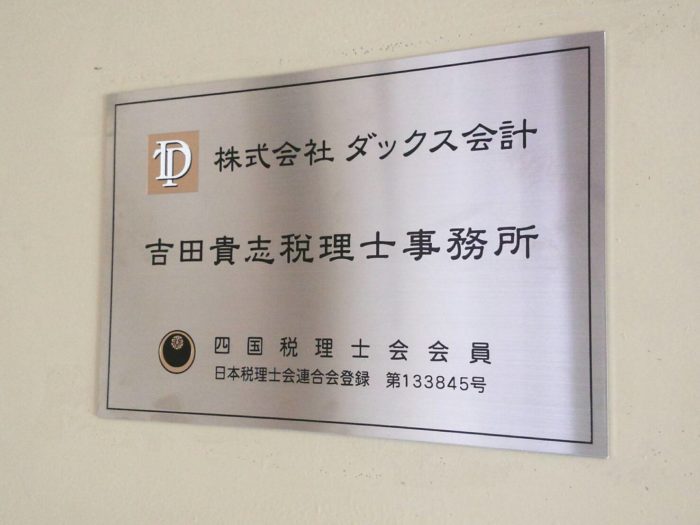 株式会社 ダックス会計
吉田貴志税理士事務所
四国税理士会会員
日本税理士会連合会登録 第133845号